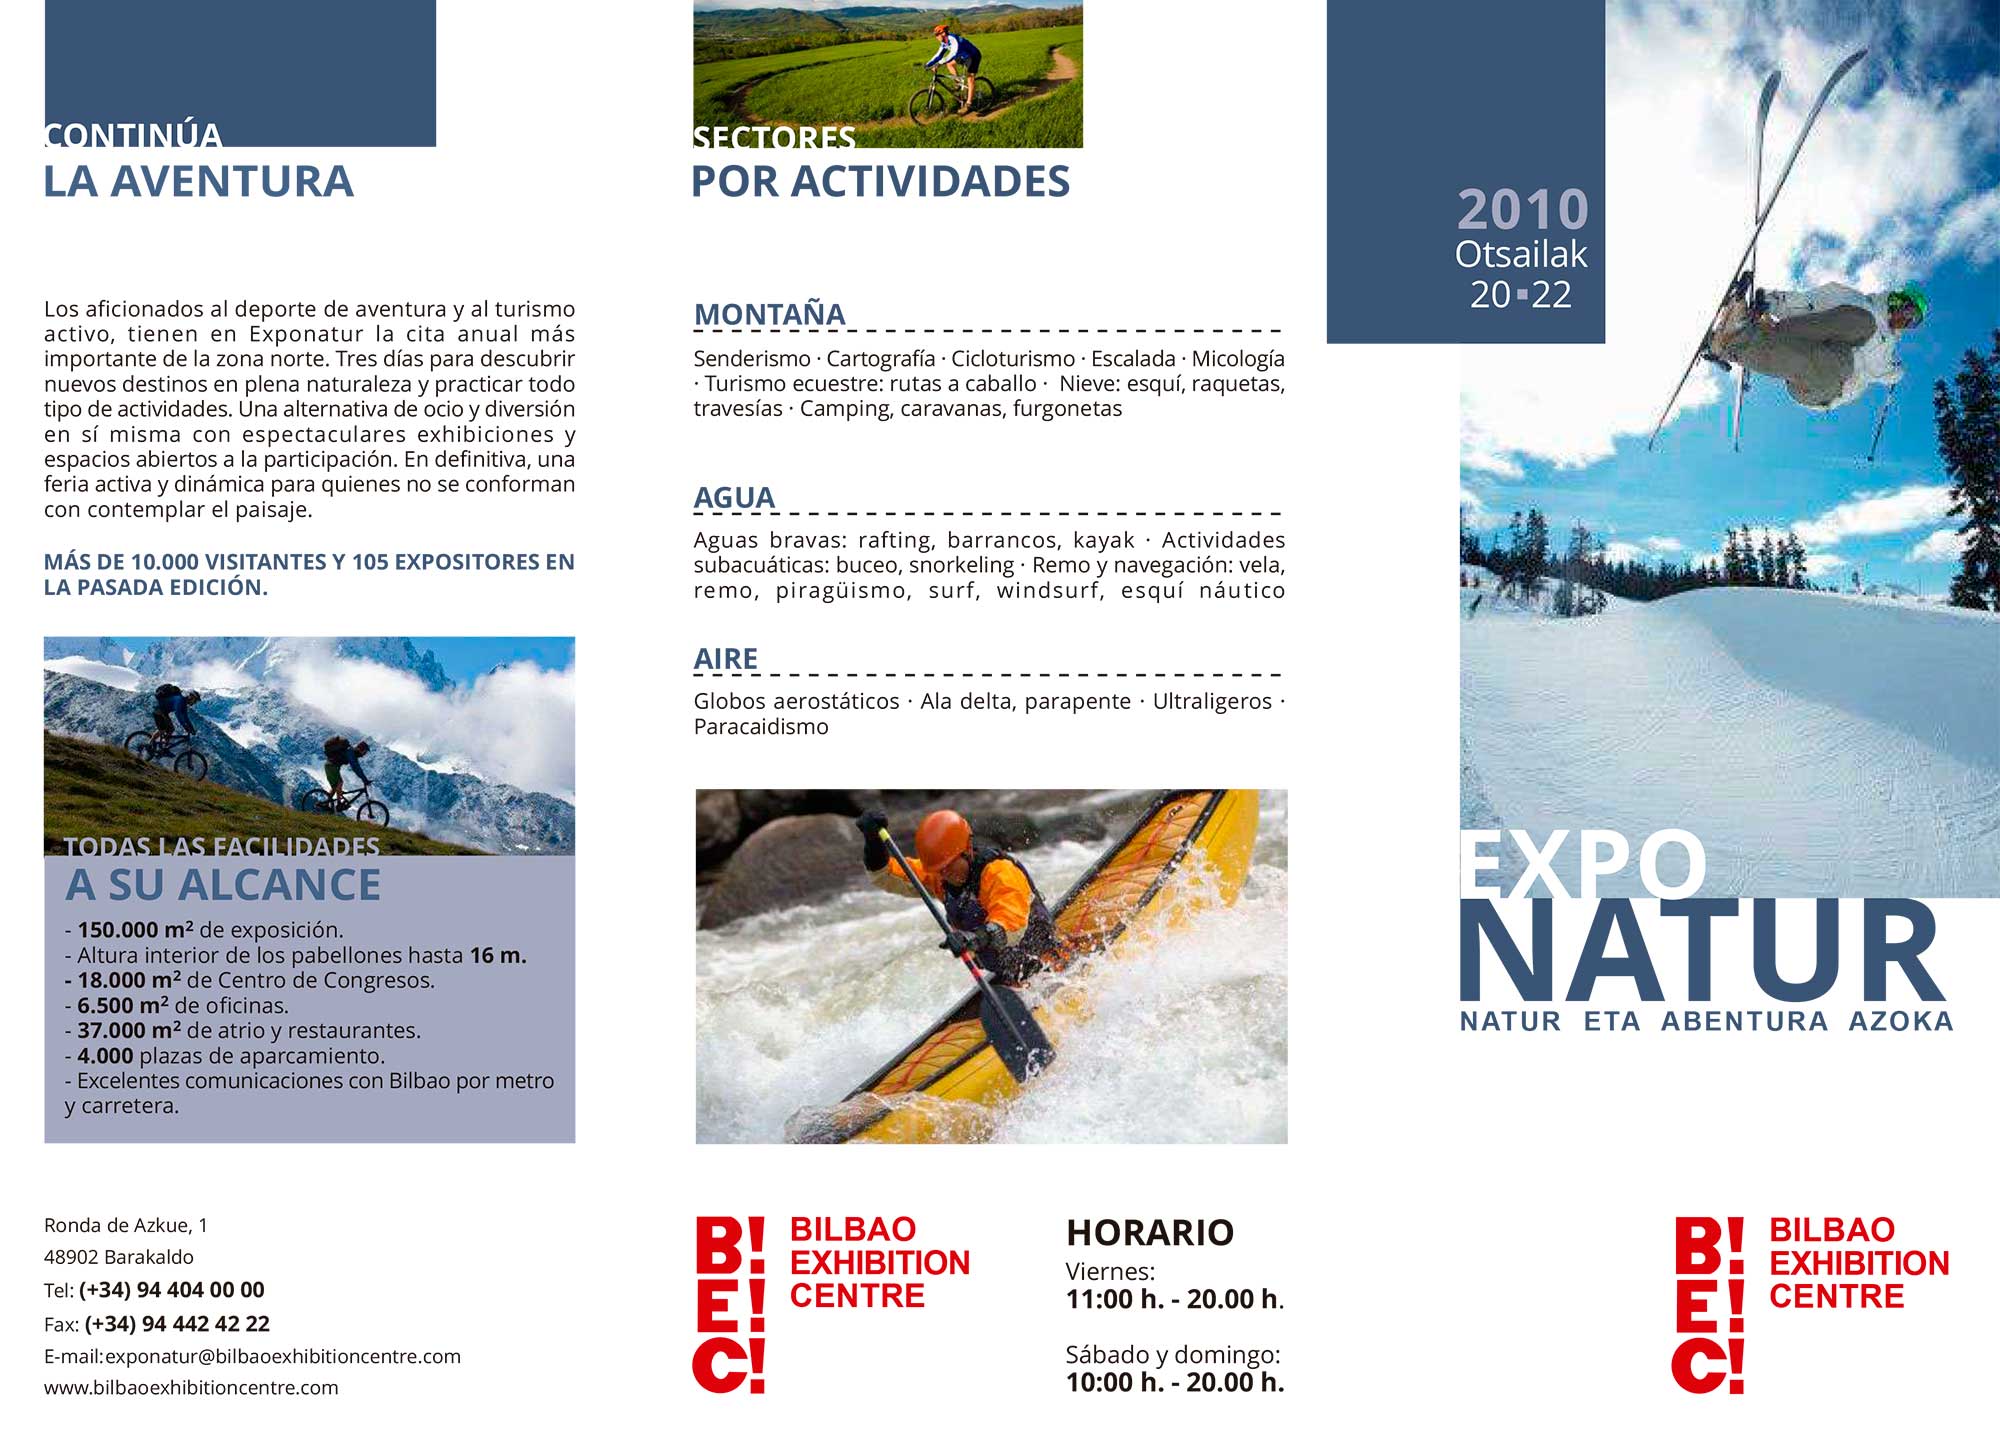 CONTINÚA
LA AVENTURA
Los aficionados al deporte de aventura y al turismo
activo, tienen en Exponatur la cita anual más
importante de la zona norte. Tres días para descubrir
nuevos destinos en plena naturaleza y practicar todo
tipo de actividades. Una alternativa de ocio y diversión
en sí misma con espectaculares exhibiciones y
espacios abiertos a la participación. En definitiva, una
feria activa y dinámica para quienes no se conforman
con contemplar el paisaje.
MÁS DE 10.000 VISITANTES Y 105 EXPOSITORES EN
LA PASADA EDICIÓN.
TODAS LAS FACILIDADES
A SU ALCANCE
- 150.000 m² de exposición.
- Altura interior de los pabellones hasta 16 m.
- 18.000 m² de Centro de Congresos.
- 6.500 m² de oficinas.
- 37.000 m² de atrio y restaurantes.
- 4.000 plazas de aparcamiento.
- Excelentes comunicaciones con Bilbao por metro
y carretera.
Ronda de Azkue, 1
48902 Barakaldo
Tel: (+34) 94 404 00 00
Fax: (+34) 94 442 42 22
E-mail:exponatur@bilbaoexhibitioncentre.com
www.bilbaoexhibitioncentre.com
SECTORES
POR ACTIVIDADES
MONTAÑA
Senderismo · Cartografía · Cicloturismo · Escalada · Micología
· Turismo ecuestre: rutas a caballo · Nieve: esquí, raquetas,
travesías · Camping, caravanas, furgonetas
AGUA
Aguas bravas: rafting, barrancos, kayak · Actividades
subacuáticas: buceo, snorkeling · Remo y navegación: vela,
remo, piragüismo, surf, windsurf, esquí náutico
AIRE
Globos aerostáticos · Ala delta, parapente · Ultraligeros ·
Paracaidismo
B!
E!
C!
BILBAO
EXHIBITION
CENTRE
HORARIO
Viernes:
11:00 h. - 20.00 h.
Sábado y domingo:
10:00 h. - 20.00 h.
2010
Otsailak
20▪22
EXPO
NATUR
NATUR ETA ABENTURA AZOKA
B!
E!
C!
BILBAO
EXHIBITION
CENTRE